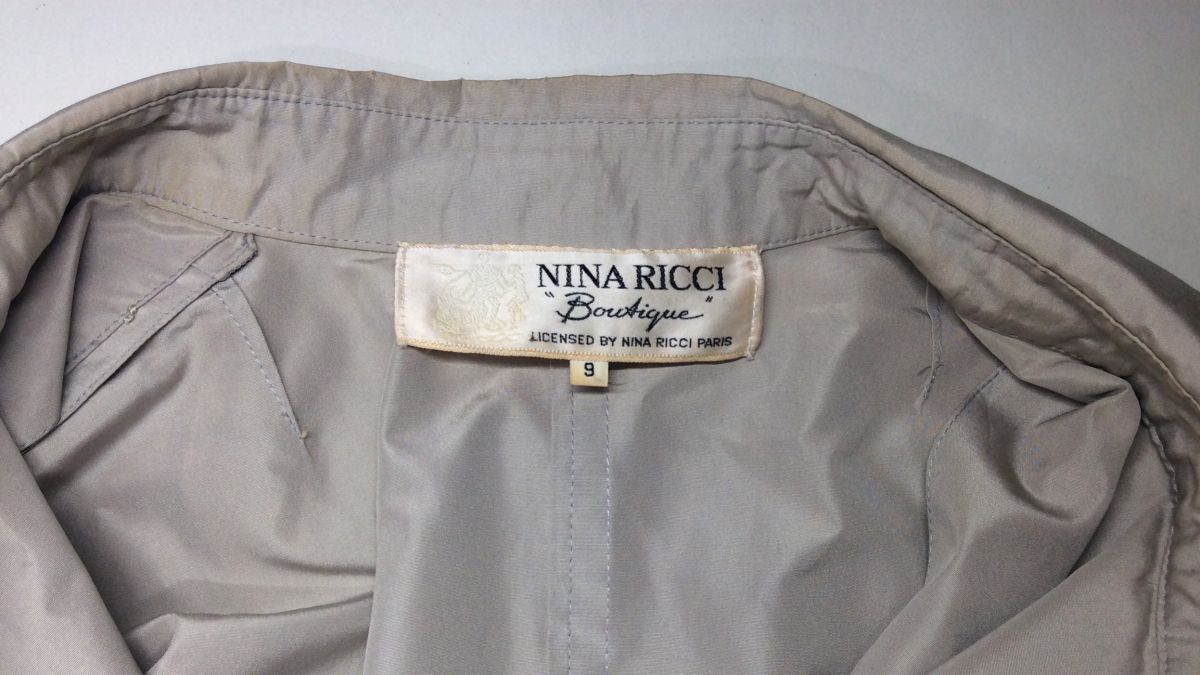 NINA RICCI
"Boutique"
LICENSED BY NINA RICCI PARIS
9